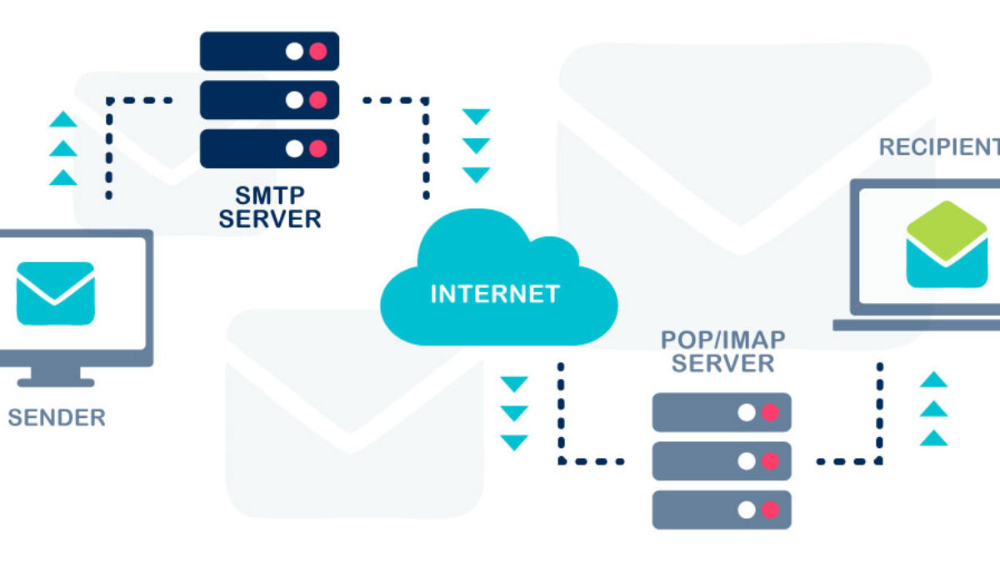 SMTP
SERVER
RECIPIENT
INTERNET
POP/IMAP
SERVER
SENDER